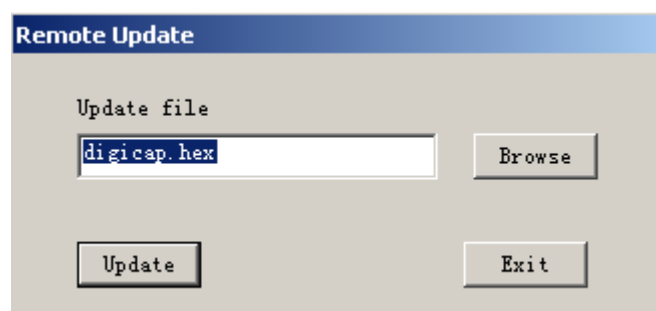 Remote Update
Update file
digicap.hex
Browse
Update
Exit